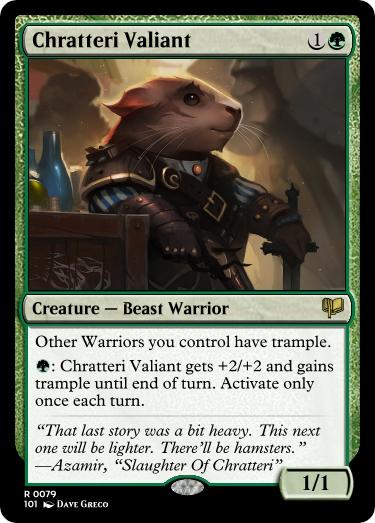 Chratteri Valiant 1
Creature — Beast Warrior
Other Warriors you control have trample.
: Chratteri Valiant gets +2/+2 and gains
trample until end of turn. Activate only
once each turn.
“That last story was a bit heavy. This next
one will be lighter. There’ll be hamsters.”
—Azamir, “Slaughter Of Chratteri”
1/1
R 0079
101 Dave Greco